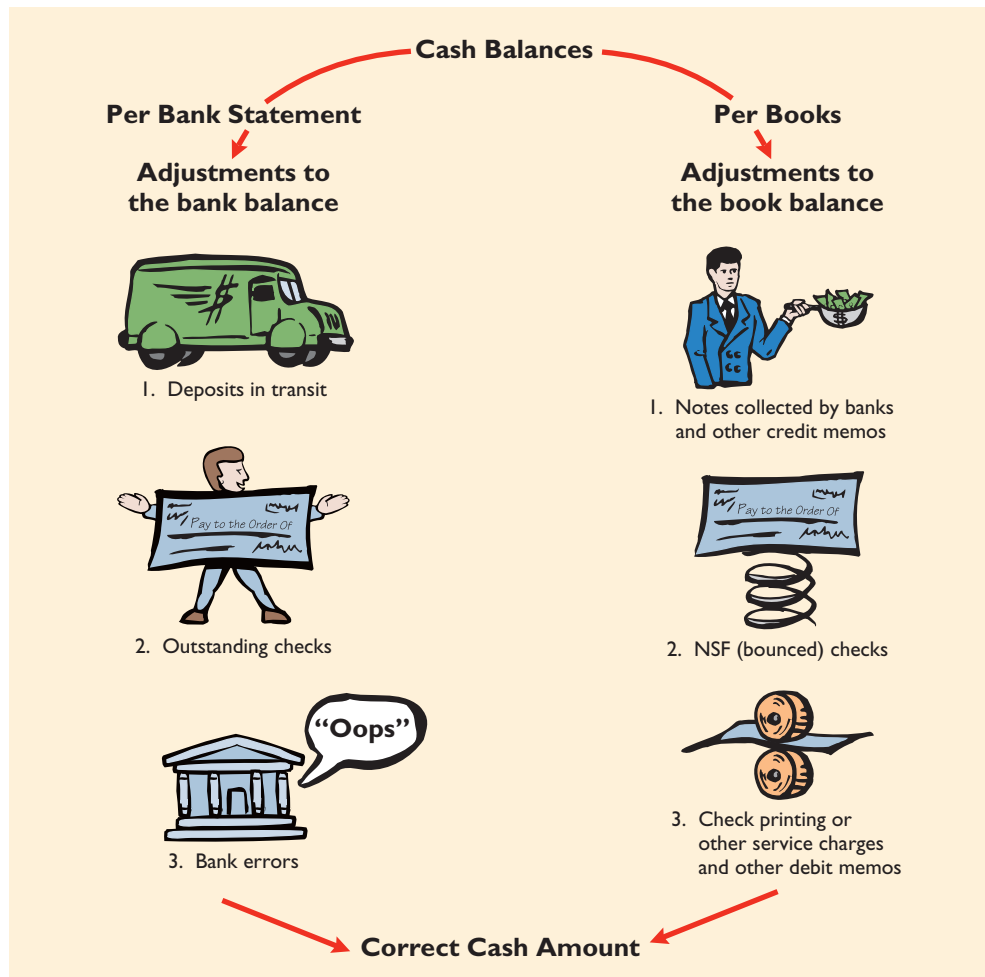 Cash Balances
Per Bank Statement
Adjustments to
the bank balance
$
1. Deposits in transit
Pay to the Order Of
2. Outstanding checks
“Oops”
3. Bank errors
Per Books
Adjustments to
the book balance
$
1. Notes collected by banks
and other credit memos
Pay to the Order Of
2. NSF (bounced) checks
3. Check printing or
other service charges
and other debit memos
Correct Cash Amount